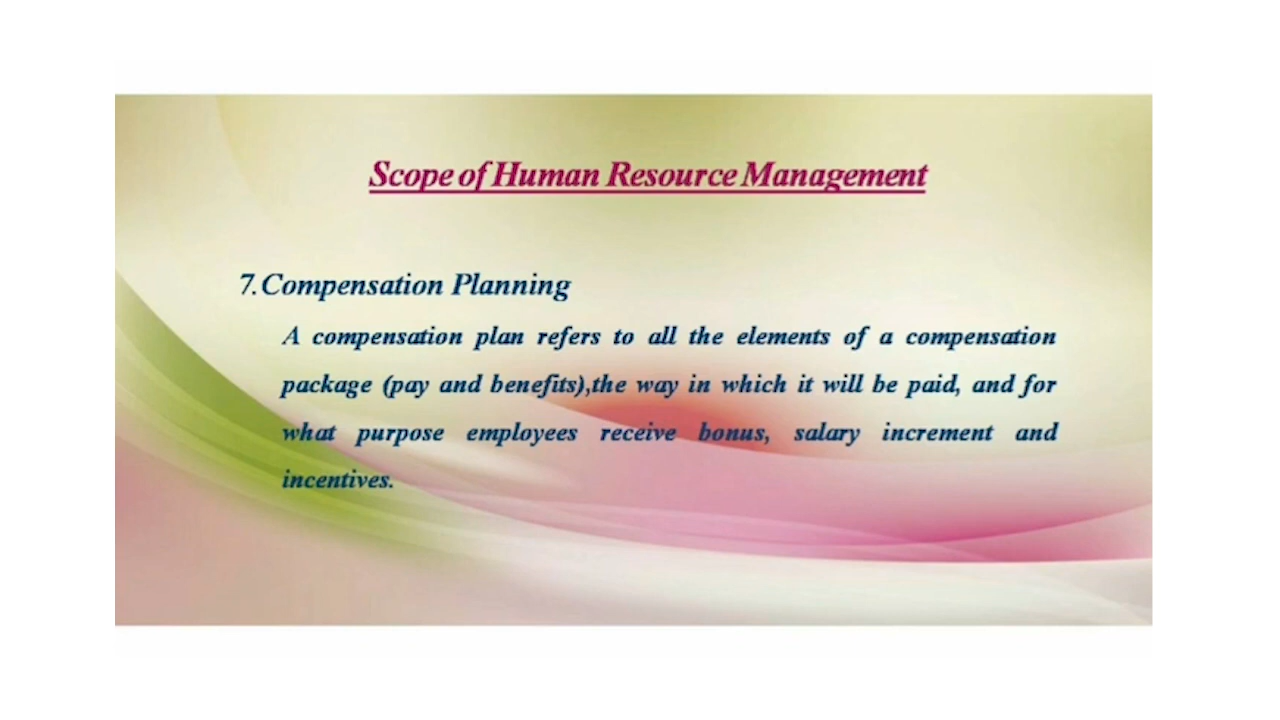 Scope of Human Resource Management
7.Compensation Planning
A compensation plan refers to all the elements of a compensation
package (pay and benefits),the way in which it will be paid, and for
what purpose employees receive bonus, salary increment and
incentives.